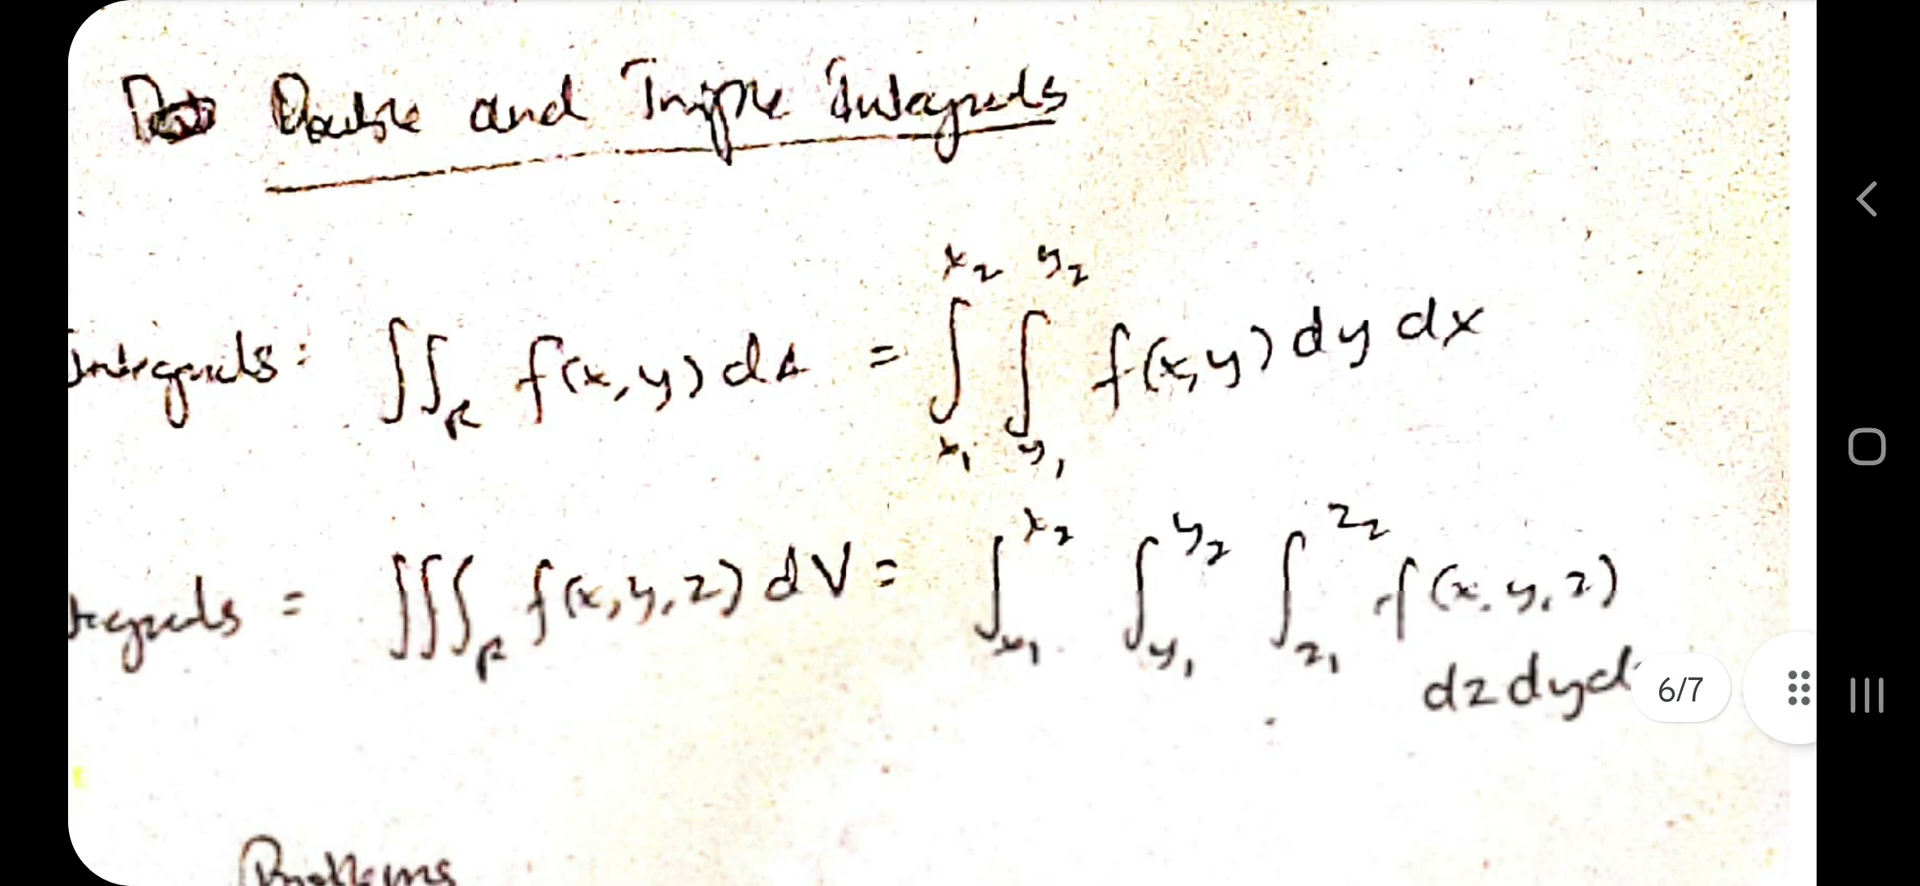 Double and Triple Integrals
Integrals: ∫∫_R f(x,y) dA = ∫_{x₁}^{x₂} ∫_{y₁}^{y₂} f(x,y) dy dx
tegrals = ∫∫∫_R f(x,y,z) dV = ∫_{x₁}^{x₂} ∫_{y₁}^{y₂} ∫_{z₁}^{z₂} f(x,y,z)
dz dy d
6/7
Problems